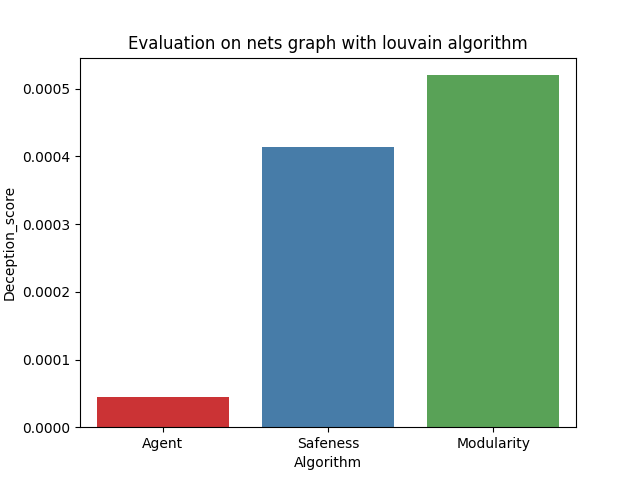 Evaluation on nets graph with louvain algorithm
Deception_score
0.0005
0.0004
0.0003
0.0002
0.0001
0.0000
Agent
Safeness
Modularity
Algorithm